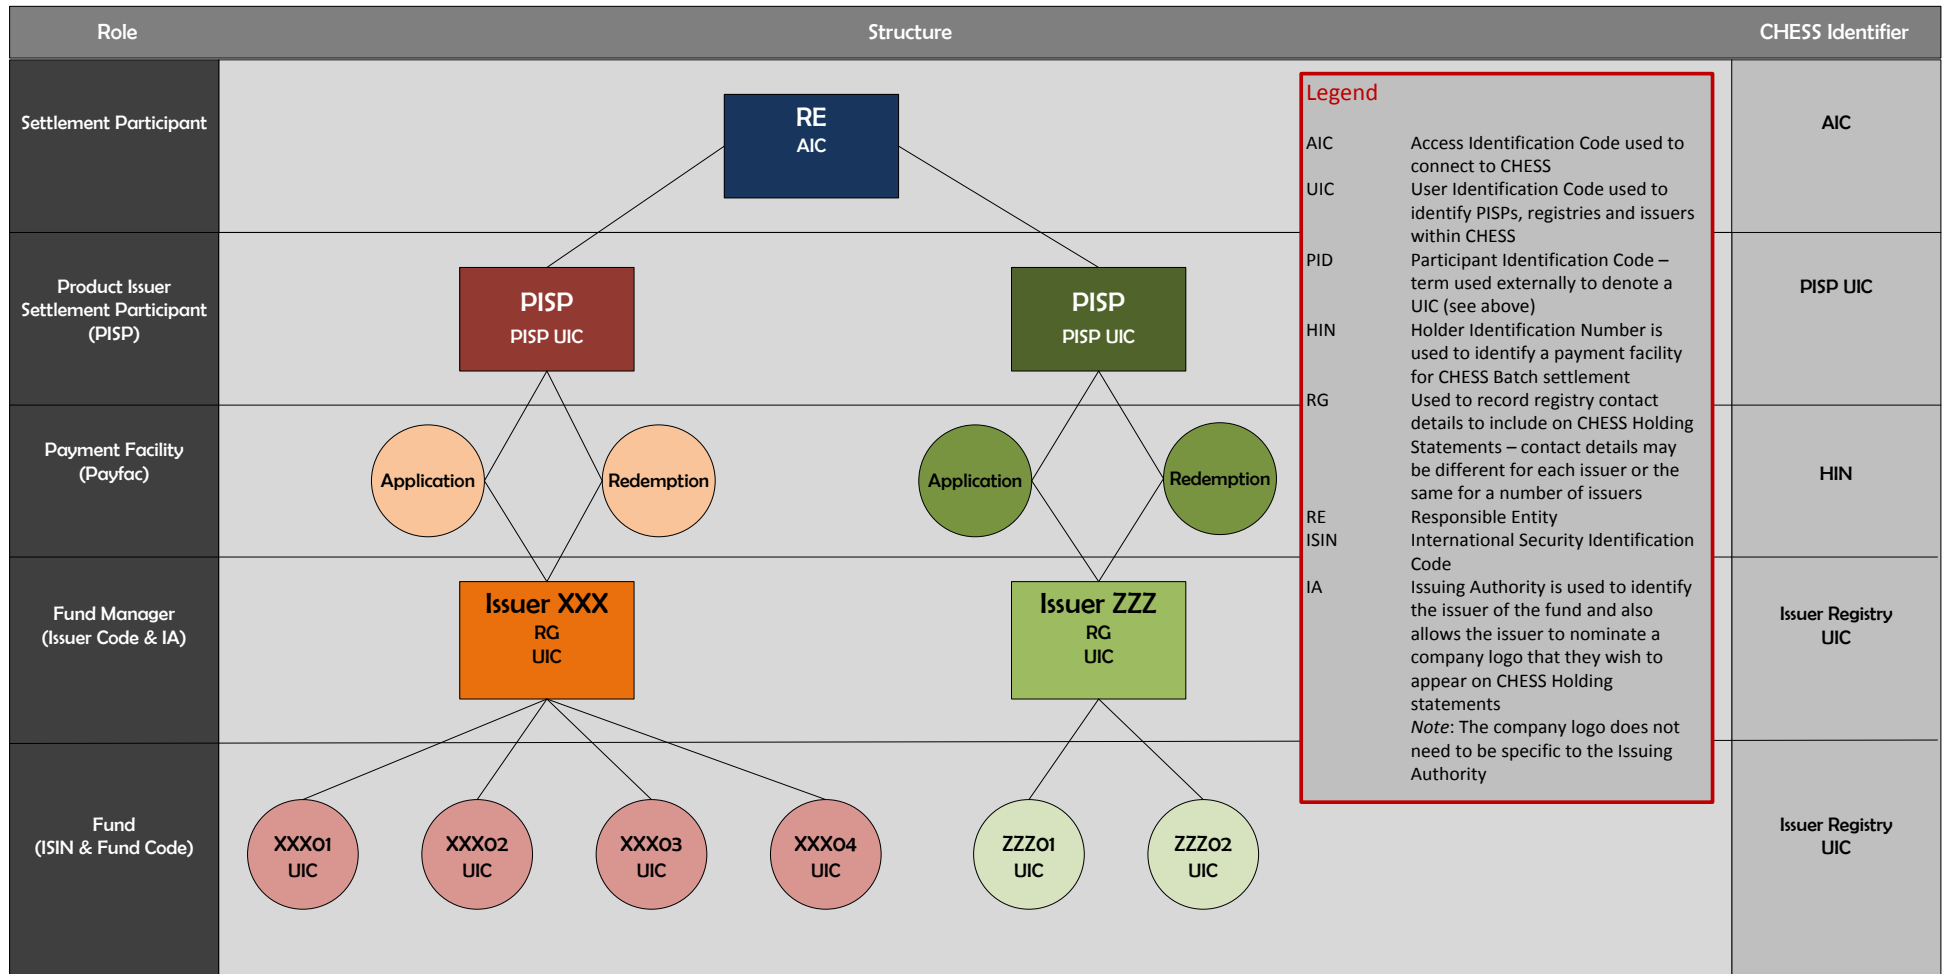 Role
Structure
CHESS Identifier
Settlement Participant
RE
AIC
AIC
Product Issuer
Settlement Participant
(PISP)
PISP
PISP UIC
PISP
PISP UIC
PISP UIC
Payment Facility
(Payfac)
Application
Redemption
Application
Redemption
HIN
Fund Manager
(Issuer Code & IA)
Issuer XXX
RG
UIC
Issuer ZZZ
RG
UIC
Issuer Registry
UIC
Fund
(ISIN & Fund Code)
XXX01
UIC
XXX02
UIC
XXX03
UIC
XXX04
UIC
ZZZ01
UIC
ZZZ02
UIC
Issuer Registry
UIC
Legend
AIC Access Identification Code used to
connect to CHESS
UIC User Identification Code used to
identify PISPs, registries and issuers
within CHESS
PID Participant Identification Code –
term used externally to denote a
UIC (see above)
HIN Holder Identification Number is
used to identify a payment facility
for CHESS Batch settlement
RG Used to record registry contact
details to include on CHESS Holding
Statements – contact details may
be different for each issuer or the
same for a number of issuers
RE Responsible Entity
ISIN International Security Identification
Code
IA Issuing Authority is used to identify
the issuer of the fund and also
allows the issuer to nominate a
company logo that they wish to
appear on CHESS Holding
statements
Note: The company logo does not
need to be specific to the Issuing
Authority